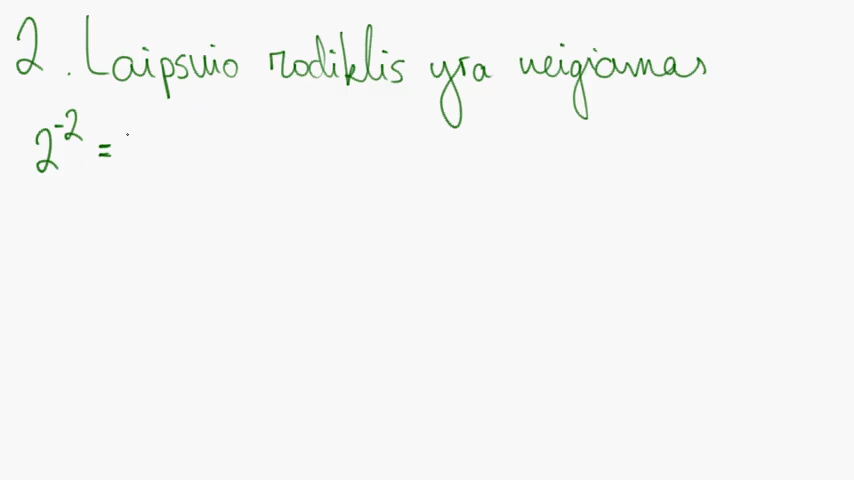 2. Laipsnio rodiklis yra neigiamas
2⁻² =